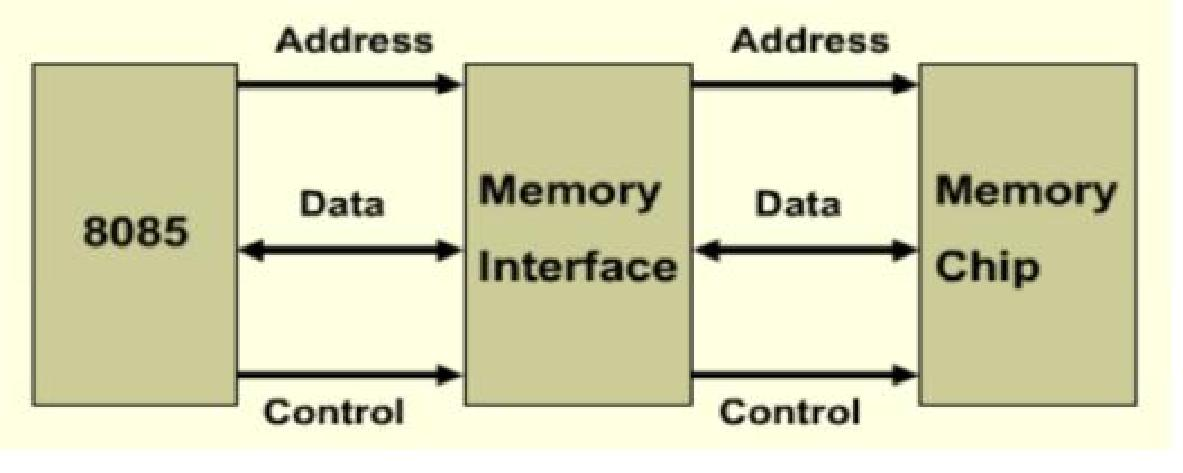 Address
Address
8085
Data
Memory
Interface
Data
Memory
Chip
Control
Control